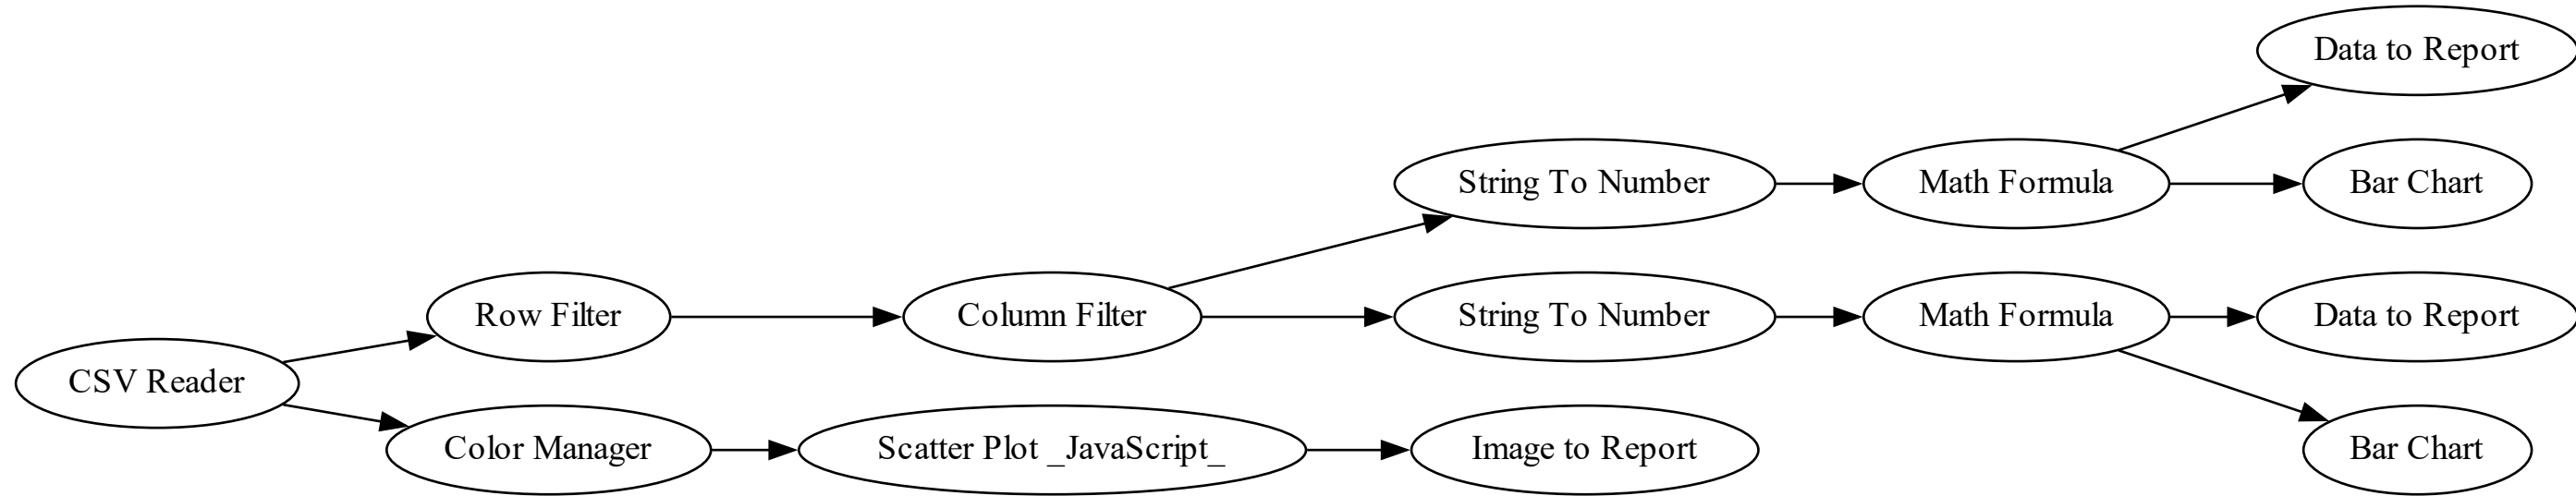 Data to Report
String To Number
Math Formula
Bar Chart
Row Filter
Column Filter
String To Number
Math Formula
Data to Report
CSV Reader
Color Manager
Scatter Plot _JavaScript_
Image to Report
Bar Chart